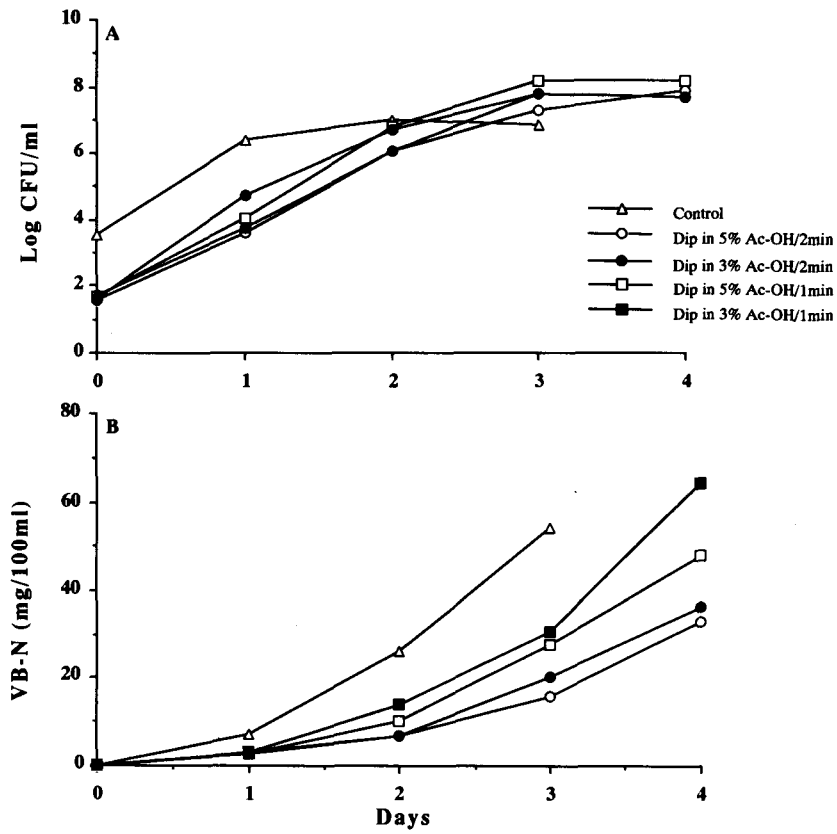 A
10
8
6
4
2
0
Log CFU/ml
0 1 2 3 4
Control
Dip in 5% Ac-OH/2min
Dip in 3% Ac-OH/2min
Dip in 5% Ac-OH/1min
Dip in 3% Ac-OH/1min
B
80
60
40
20
0
VB-N (mg/100ml)
0 1 2 3 4
Days